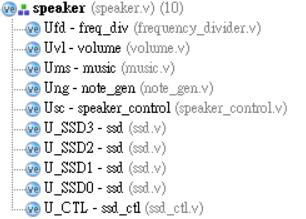 speaker (speaker.v) (10)
Ufd - freq_div (frequency_divider.v)
Uvl - volume (volume.v)
Ums - music (music.v)
Ung - note_gen (note_gen.v)
Usc - speaker_control (speaker_control.v)
U_SSD3 - ssd (ssd.v)
U_SSD2 - ssd (ssd.v)
U_SSD1 - ssd (ssd.v)
U_SSD0 - ssd (ssd.v)
U_CTL - ssd_ctl (ssd_ctl.v)